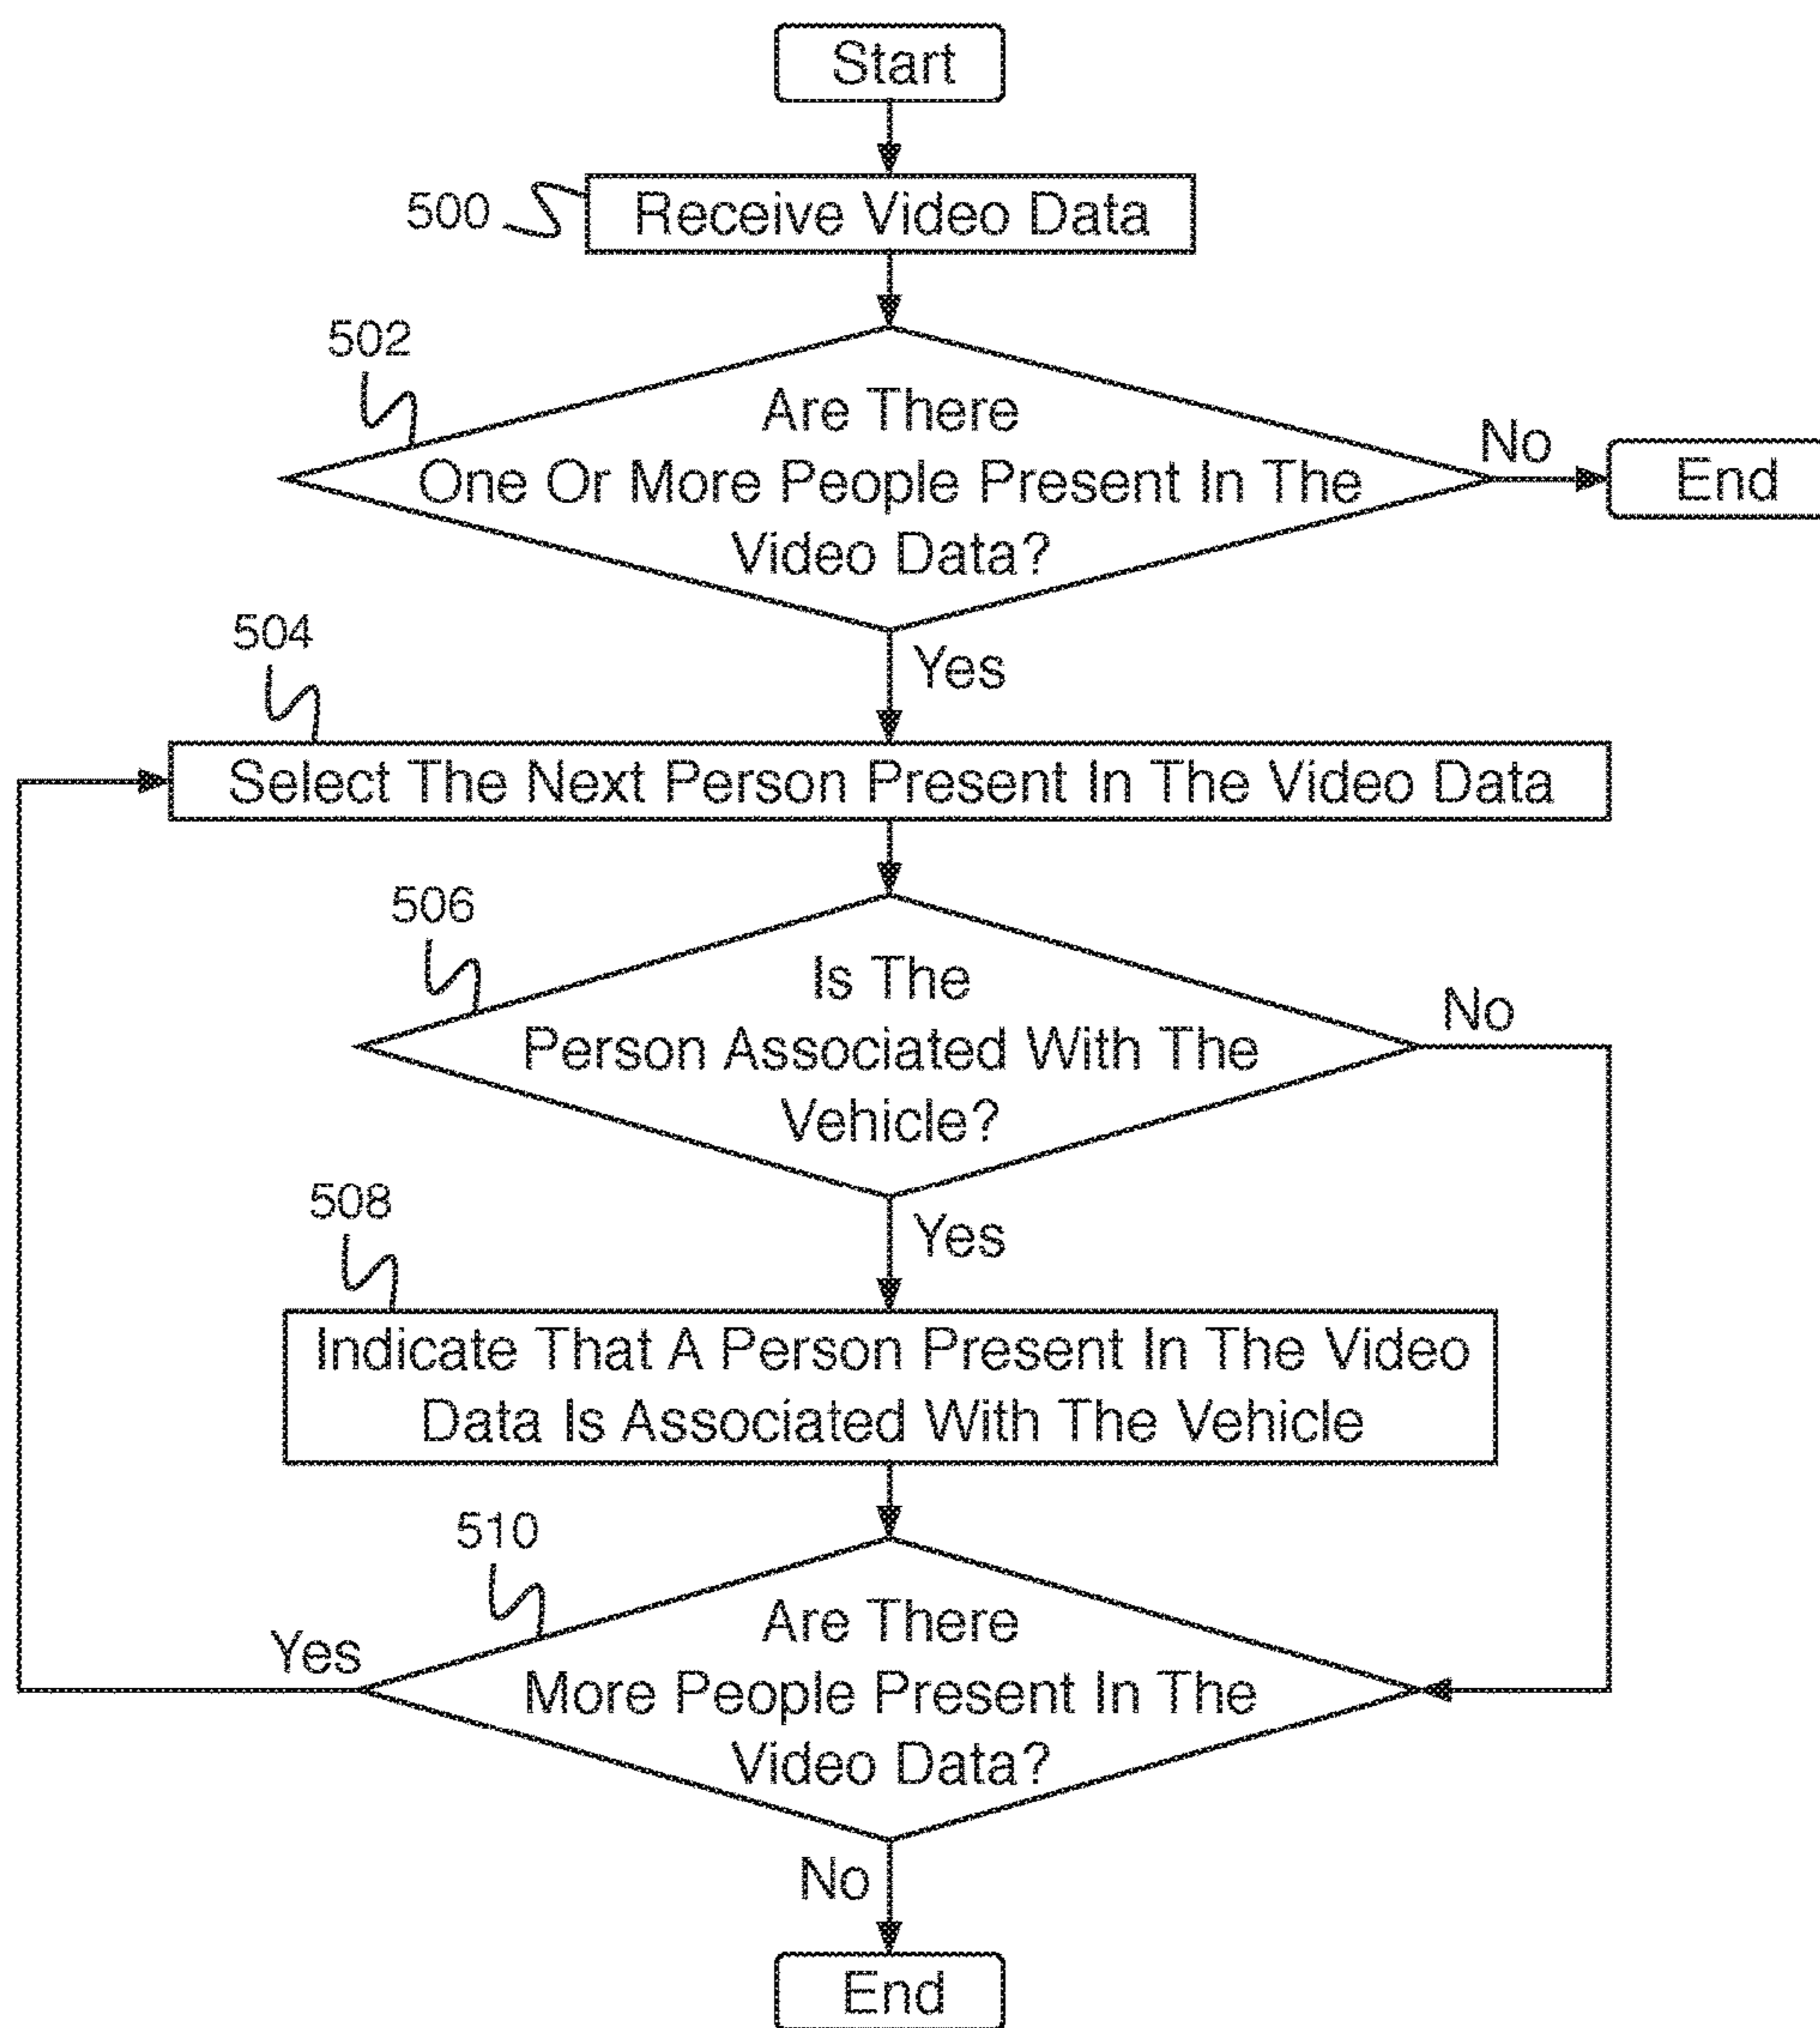 Start
500
Receive Video Data
502
Are There
One Or More People Present In The
Video Data?
No
End
Yes
504
Select The Next Person Present In The Video Data
506
Is The
Person Associated With The
Vehicle?
No
Yes
508
Indicate That A Person Present In The Video
Data Is Associated With The Vehicle
510
Are There
More People Present In The
Video Data?
Yes
No
End